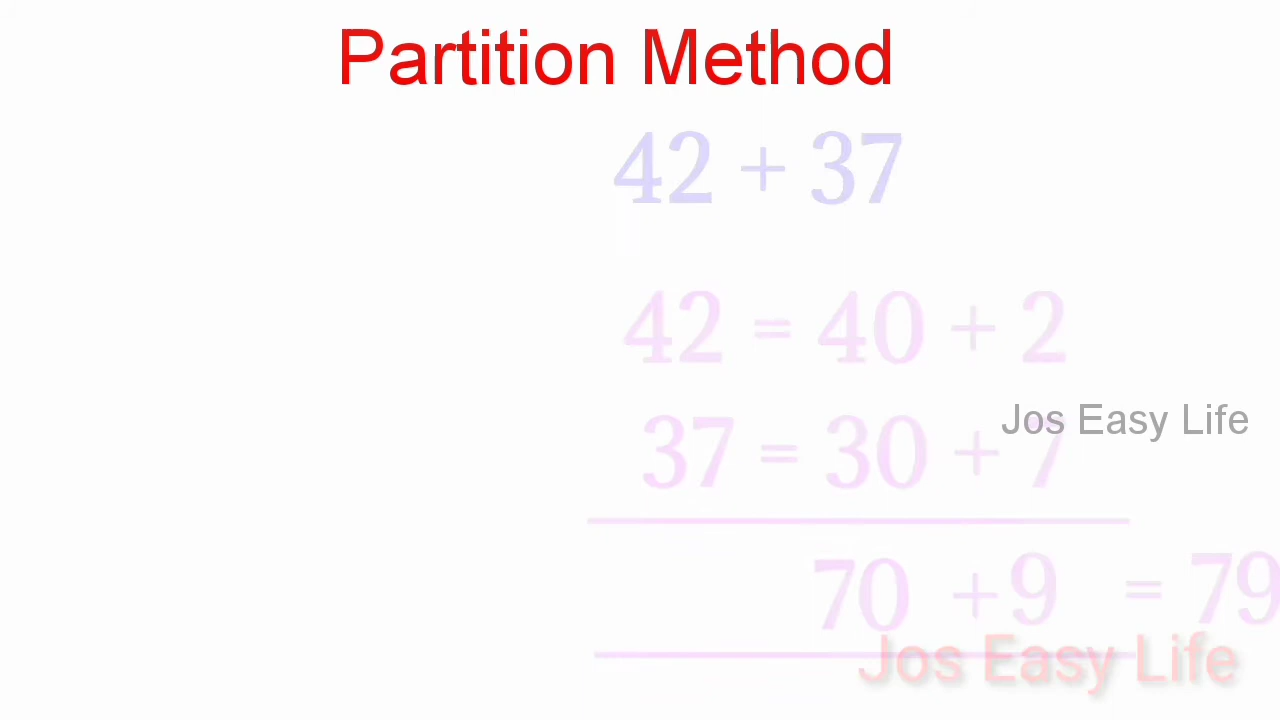 Partition Method
42 + 37
42 = 40 + 2
Jos Easy Life
37 = 30 + 7
70 + 9 = 79
Jos Easy Life